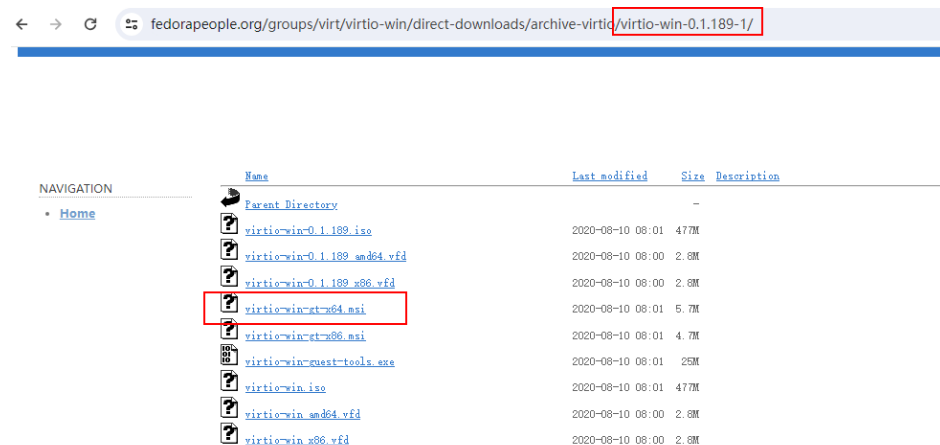 fedorapeople.org/groups/virt/virtio-win/direct-downloads/archive-virtio/virtio-win-0.1.189-1/
Name Last modified Size Description
NAVIGATION
Parent Directory -
• Home
virtio-win-0.1.189.iso 2020-08-10 08:01 477M
virtio-win-0.1.189_amd64.vfd 2020-08-10 08:00 2.8M
virtio-win-0.1.189_x86.vfd 2020-08-10 08:00 2.8M
virtio-win-gt-x64.msi 2020-08-10 08:01 5.7M
virtio-win-gt-x86.msi 2020-08-10 08:01 4.7M
virtio-win-guest-tools.exe 2020-08-10 08:01 25M
virtio-win.iso 2020-08-10 08:01 477M
virtio-win_amd64.vfd 2020-08-10 08:00 2.8M
virtio-win_x86.vfd 2020-08-10 08:00 2.8M